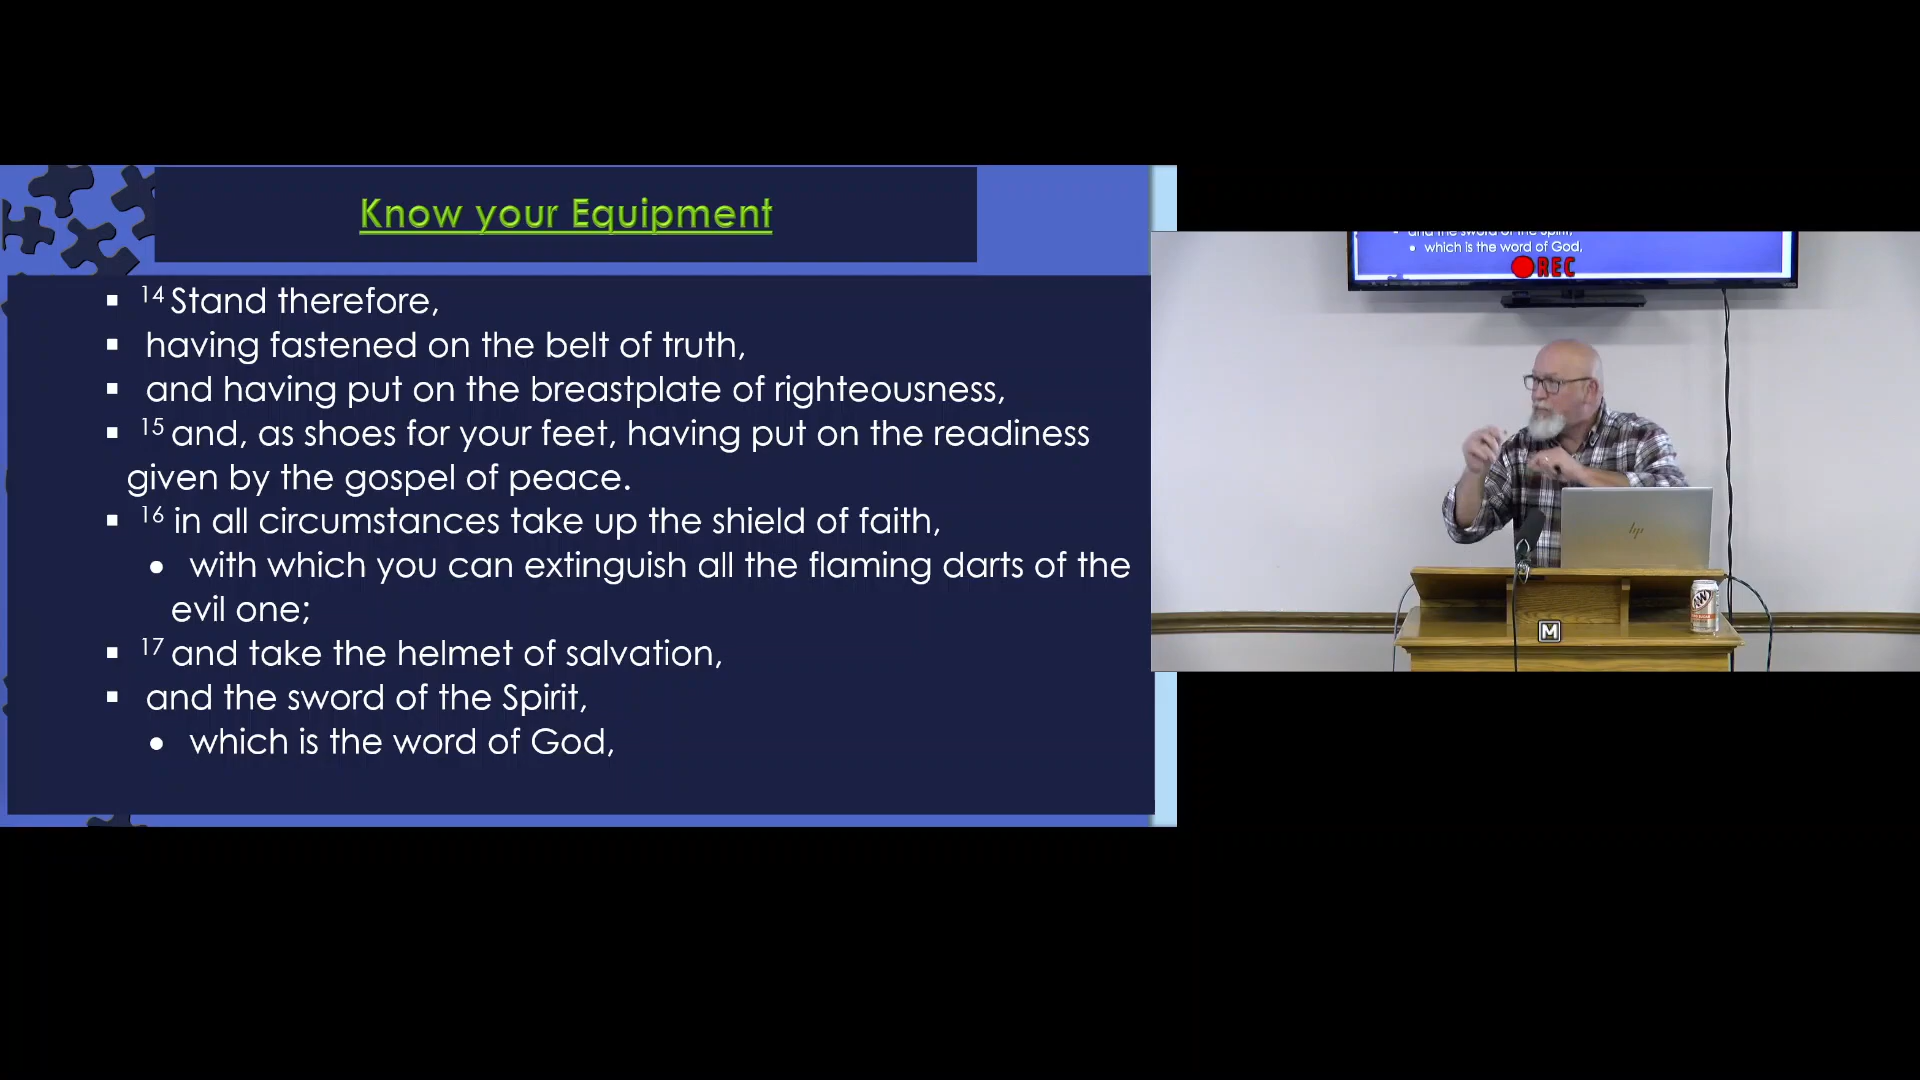 Know your Equipment
▪ 14 Stand therefore,
▪ having fastened on the belt of truth,
▪ and having put on the breastplate of righteousness,
▪ 15 and, as shoes for your feet, having put on the readiness
given by the gospel of peace.
▪ 16 in all circumstances take up the shield of faith,
• with which you can extinguish all the flaming darts of the
evil one;
▪ 17 and take the helmet of salvation,
▪ and the sword of the Spirit,
• which is the word of God,
and the sword of the Spirit,
• which is the word of God,
REC
hp
A&W
M